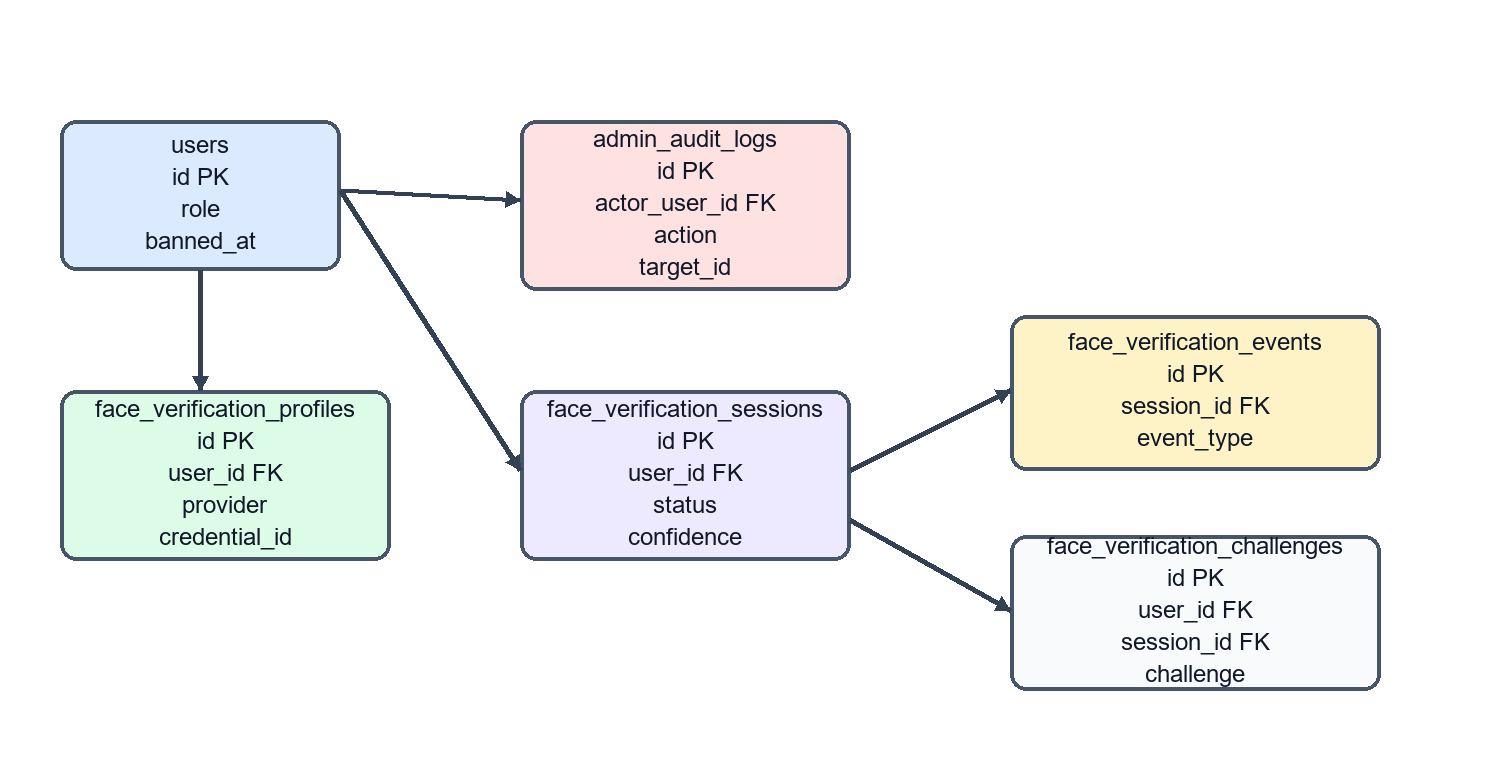 users
id PK
role
banned_at
admin_audit_logs
id PK
actor_user_id FK
action
target_id
face_verification_profiles
id PK
user_id FK
provider
credential_id
face_verification_sessions
id PK
user_id FK
status
confidence
face_verification_events
id PK
session_id FK
event_type
face_verification_challenges
id PK
user_id FK
session_id FK
challenge